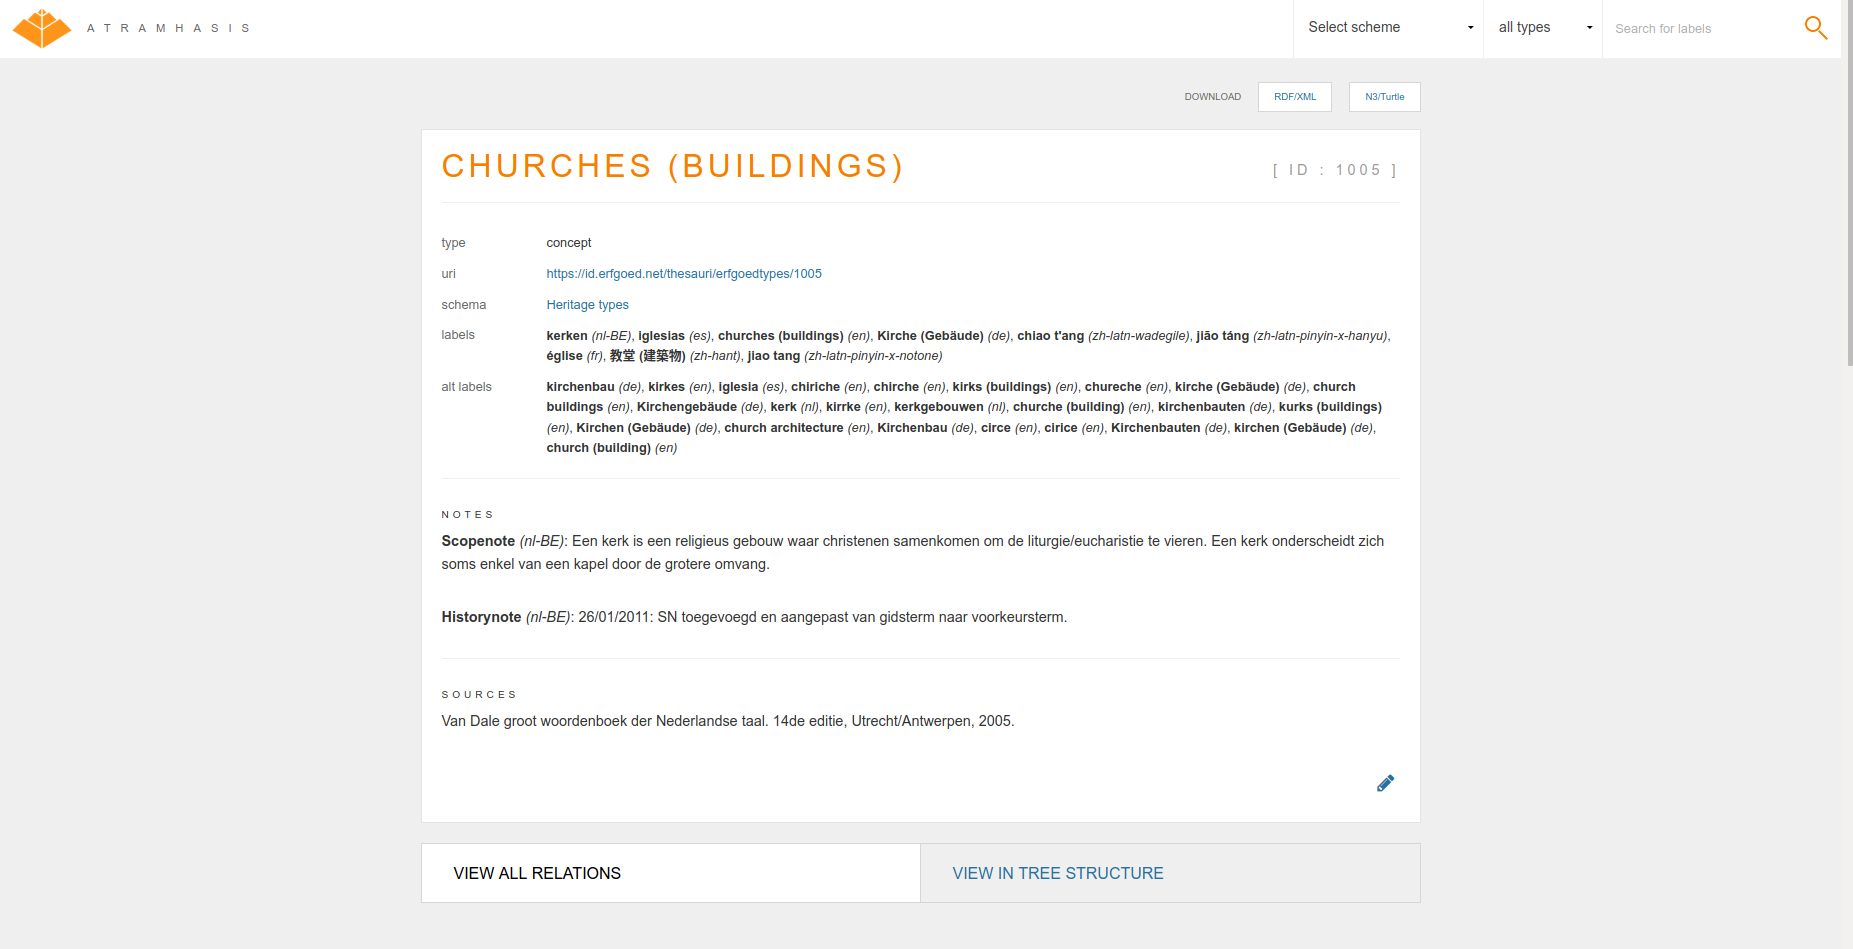 ATRAMHASIS
Select scheme
all types
Search for labels
DOWNLOAD
RDF/XML
N3/Turtle
CHURCHES (BUILDINGS)
[ ID : 1005 ]
type
concept
uri
https://id.erfgoed.net/thesauri/erfgoedtypes/1005
schema
Heritage types
labels
kerken (nl-BE), iglesias (es), churches (buildings) (en), Kirche (Gebäude) (de), chiao t'ang (zh-latn-wadegile), jiāo táng (zh-latn-pinyin-x-hanyu),
église (fr), 教堂 (建築物) (zh-hant), jiao tang (zh-latn-pinyin-x-notone)
alt labels
kirchenbau (de), kirkes (en), iglesia (es), chiriche (en), chirche (en), kirks (buildings) (en), chureche (en), kirche (Gebäude) (de), church
buildings (en), Kirchengebäude (de), kerk (nl), kirrke (en), kerkgebouwen (nl), churche (building) (en), kirchenbauten (de), kurks (buildings)
(en), Kirchen (Gebäude) (de), church architecture (en), Kirchenbau (de), circe (en), cirice (en), Kirchenbauten (de), kirchen (Gebäude) (de),
church (building) (en)
NOTES
Scopenote (nl-BE): Een kerk is een religieus gebouw waar christenen samenkomen om de liturgie/eucharistie te vieren. Een kerk onderscheidt zich
soms enkel van een kapel door de grotere omvang.
Historynote (nl-BE): 26/01/2011: SN toegevoegd en aangepast van gidsterm naar voorkeursterm.
SOURCES
Van Dale groot woordenboek der Nederlandse taal. 14de editie, Utrecht/Antwerpen, 2005.
VIEW ALL RELATIONS
VIEW IN TREE STRUCTURE